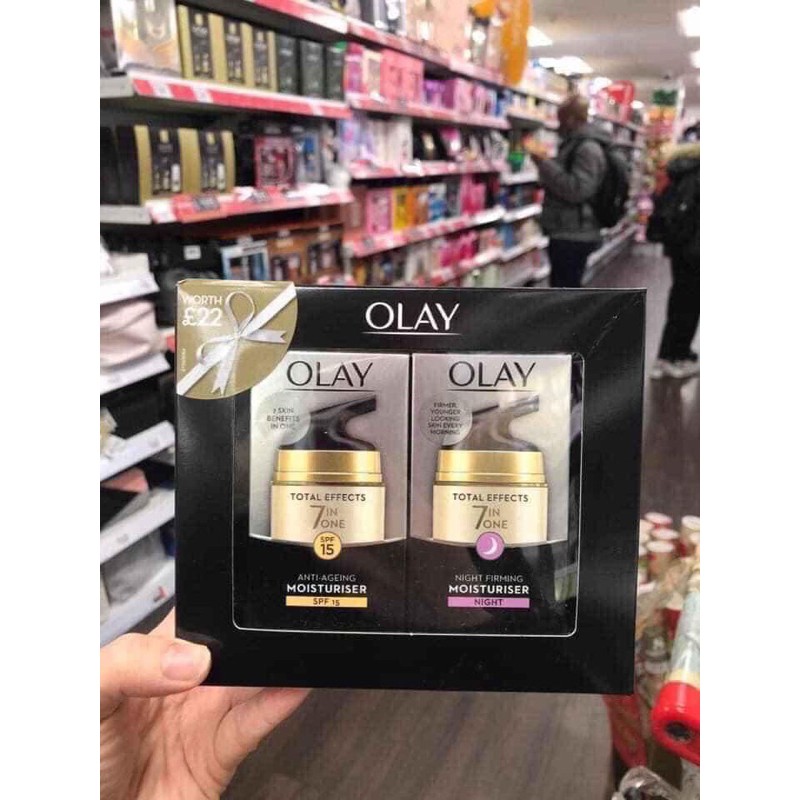 WORTH
£22
OLAY
OLAY
7 SKIN
BENEFITS
IN ONE
TOTAL EFFECTS
7 IN
ONE
SPF
15
ANTI-AGEING
MOISTURISER
SPF 15
OLAY
FIRMER,
YOUNGER
LOOKING
SKIN EVERY
MORNING
TOTAL EFFECTS
7 IN
ONE
NIGHT FIRMING
MOISTURISER
NIGHT